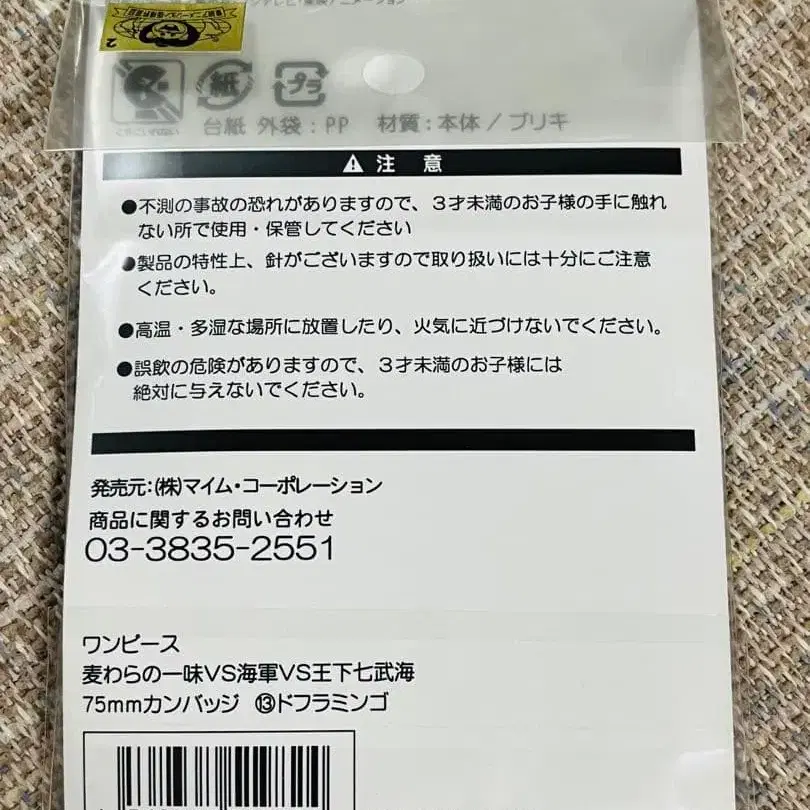 紙
プラ
台紙 外袋：PP 材質：本体/ブリキ
注 意
●不測の事故の恐れがありますので、３才未満のお子様の手に触れ
ない所で使用・保管してください
●製品の特性上、針がございますので取り扱いには十分にご注意
ください。
●高温・多湿な場所に放置したり、火気に近づけないでください。
●誤飲の危険がありますので、３才未満のお子様には
絶対に与えないでください。
発売元：(株)マイム・コーポレーション
商品に関するお問い合わせ
03-3835-2551
ワンピース
麦わらの一味VS海軍VS王下七武海
75mmカンバッジ ⑬ドフラミンゴ